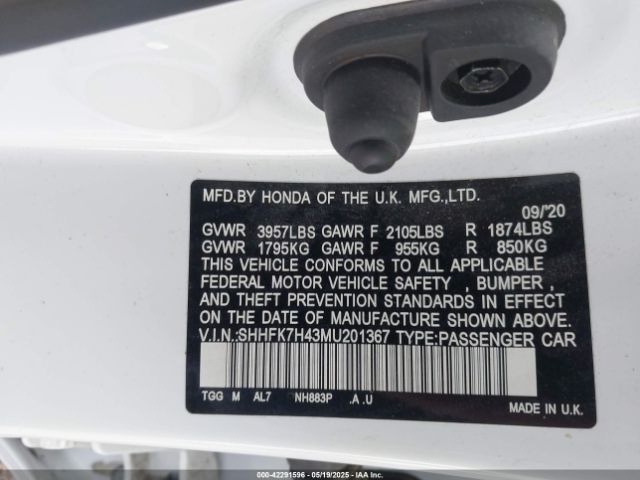 MFD.BY HONDA OF THE U.K. MFG.,LTD.
09/'20
GVWR 3957LBS GAWR F 2105LBS R 1874LBS
GVWR 1795KG GAWR F 955KG R 850KG
THIS VEHICLE CONFORMS TO ALL APPLICABLE
FEDERAL MOTOR VEHICLE SAFETY , BUMPER ,
AND THEFT PREVENTION STANDARDS IN EFFECT
ON THE DATE OF MANUFACTURE SHOWN ABOVE.
V.I.N.:SHHFK7H43MU201367 TYPE:PASSENGER CAR
TGG M AL7 NH883P .A .U
MADE IN U.K.
000-42291596 - 05/19/2025 - IAAI.com